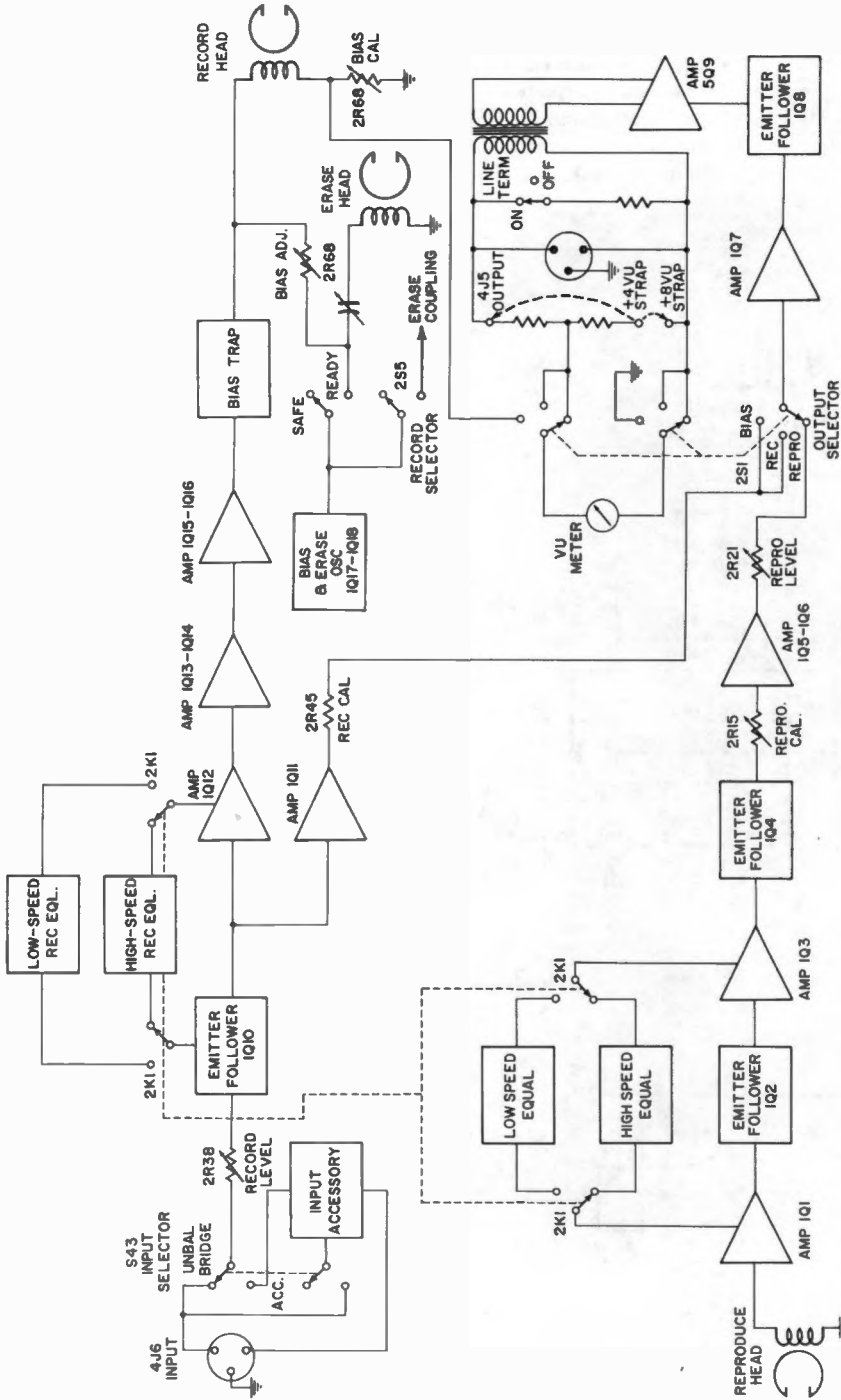 4J6
INPUT
S43
INPUT
SELECTOR
UNBAL
BRIDGE
ACC.
INPUT
ACCESSORY
2R38
RECORD
LEVEL
EMITTER
FOLLOWER
1Q10
2K1
LOW-SPEED
REC EQL.
HIGH-SPEED
REC EQL.
2K1
AMP
1Q12
AMP 1Q11
2R45
REC CAL
AMP 1Q13-1Q14
AMP 1Q15-1Q16
BIAS TRAP
BIAS
& ERASE
OSC
1Q17-1Q18
SAFE
READY
2S5
RECORD
SELECTOR
ERASE
COUPLING
BIAS ADJ.
2R68
ERASE
HEAD
RECORD
HEAD
2R68
BIAS
CAL
REPRODUCE
HEAD
AMP 1Q1
2K1
LOW SPEED
EQUAL
HIGH SPEED
EQUAL
2K1
EMITTER
FOLLOWER
1Q2
AMP 1Q3
EMITTER
FOLLOWER
1Q4
2R15
REPRO.
CAL.
AMP
1Q5-1Q6
2R21
REPRO
LEVEL
2S1
BIAS
REC
REPRO
OUTPUT
SELECTOR
VU
METER
4J5
OUTPUT
+4VU
STRAP
+8VU
STRAP
LINE
TERM
ON
OFF
AMP 1Q7
EMITTER
FOLLOWER
1Q8
AMP
5Q9